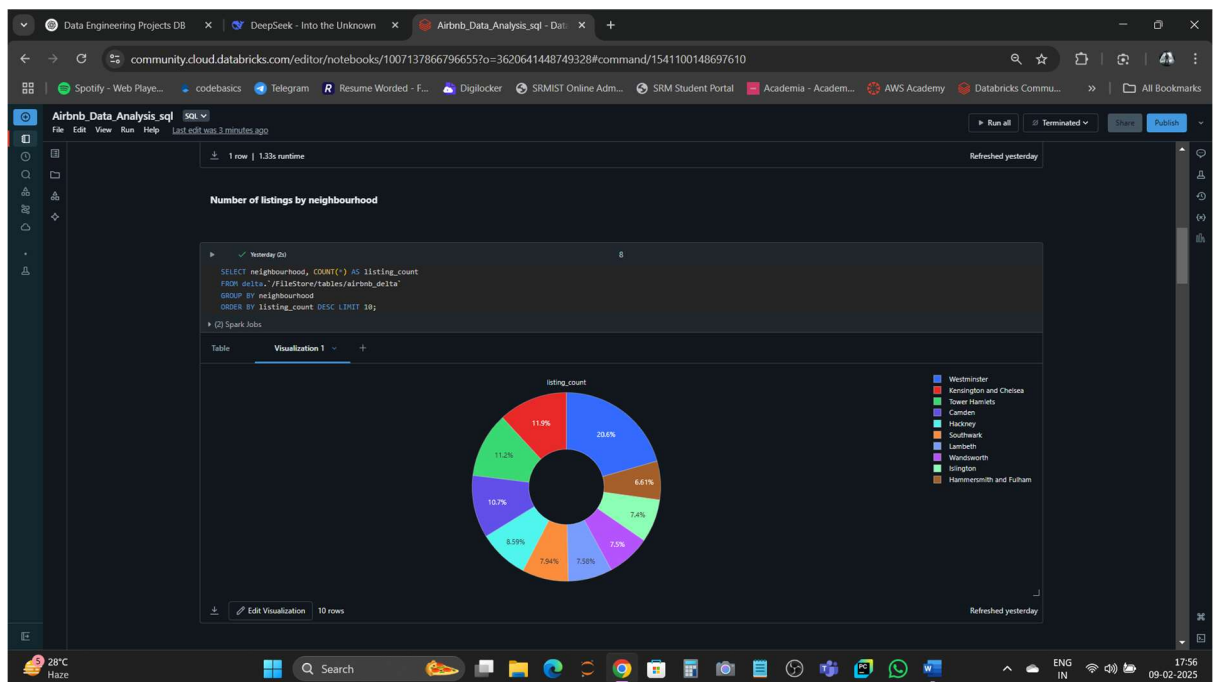 Data Engineering Projects DB
DeepSeek - Into the Unknown
Airbnb_Data_Analysis_sql - Dat
community.cloud.databricks.com/editor/notebooks/1007137866796655?o=3620641448749328#command/1541100148697610
Spotify - Web Playe...
codebasics
Telegram
Resume Worded - F...
Digilocker
SRMIST Online Adm...
SRM Student Portal
Academia - Academ...
AWS Academy
Databricks Commu...
All Bookmarks
Airbnb_Data_Analysis_sql
SQL
File Edit View Run Help Last edit was 3 minutes ago
Run all
Terminated
Share
Publish
1 row | 1.33s runtime
Refreshed yesterday
Number of listings by neighbourhood
Yesterday (2s)
8
SELECT neighbourhood, COUNT(*) AS listing_count
FROM delta.`/FileStore/tables/airbnb_delta`
GROUP BY neighbourhood
ORDER BY listing_count DESC LIMIT 10;
(2) Spark Jobs
Table
Visualization 1
listing_count
20.6%
6.61%
7.4%
7.5%
7.58%
7.94%
8.59%
10.7%
11.2%
11.9%
Westminster
Kensington and Chelsea
Tower Hamlets
Camden
Hackney
Southwark
Lambeth
Wandsworth
Islington
Hammersmith and Fulham
Edit Visualization
10 rows
Refreshed yesterday
5
28°C
Haze
Search
ENG
IN
17:56
09-02-2025